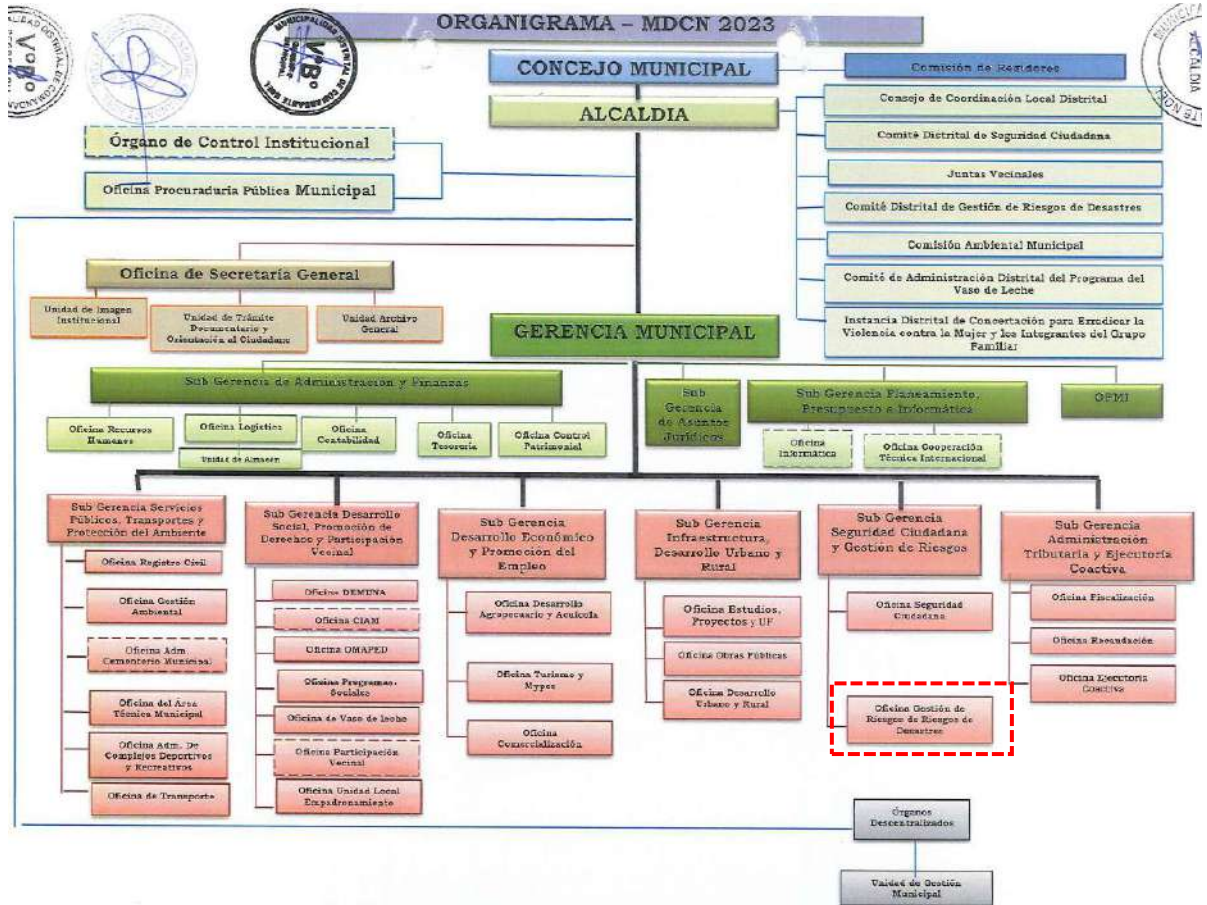 ORGANIGRAMA – MDCN 2023
MUNICIPALIDAD DISTRITAL DE
VoBo
CONCEJO MUNICIPAL
Comisión de Regidores
ALCALDIA
Consejo de Coordinación Local Distrital
Comité Distrital de Seguridad Ciudadana
Juntas Vecinales
Comité Distrital de Gestión de Riesgos de Desastres
Comisión Ambiental Municipal
Comité de Administración Distrital del Programa del
Vaso de Leche
Instancia Distrital de Concertación para Erradicar la
Violencia contra la Mujer y los Integrantes del Grupo
Familiar
Órgano de Control Institucional
Oficina Procuraduría Pública Municipal
Oficina de Secretaría General
Unidad de Imagen
Institucional
Unidad de Trámite
Documentario y
Orientación al Ciudadano
Unidad Archivo
General
GERENCIA MUNICIPAL
Sub Gerencia de Administración y Finanzas
Oficina Recursos
Humanos
Oficina Logística
Unidad de Almacén
Oficina
Contabilidad
Oficina
Tesorería
Oficina Control
Patrimonial
Sub
Gerencia
de Asuntos
Jurídicos
Sub Gerencia Planeamiento,
Presupuesto e Informática
Oficina
Informática
Oficina Cooperación
Técnica Internacional
OPMI
Sub Gerencia Servicios
Públicos, Transportes y
Protección del Ambiente
Oficina Registro Civil
Oficina Gestión
Ambiental
Oficina Adm
Cementerio Municipal
Oficina del Área
Técnica Municipal
Oficina Adm. De
Complejos Deportivos
y Recreativos
Oficina de Transporte
Sub Gerencia Desarrollo
Social, Promoción de
Derechos y Participación
Vecinal
Oficina DEMUNA
Oficina CIAM
Oficina OMAPED
Oficina Programas.
Sociales
Oficina de Vaso de leche
Oficina Participación
Vecinal
Oficina Unidad Local
Empadronamiento
Sub Gerencia
Desarrollo Económico
y Promoción del
Empleo
Oficina Desarrollo
Agropecuario y Acuícola
Oficina Turismo y
Mypes
Oficina
Comercialización
Sub Gerencia
Infraestructura,
Desarrollo Urbano y
Rural
Oficina Estudios,
Proyectos y UF
Oficina Obras Públicas
Oficina Desarrollo
Urbano y Rural
Sub Gerencia
Seguridad Ciudadana
y Gestión de Riesgos
Oficina Seguridad
Ciudadana
Oficina Gestión de
Riesgos de Riesgos de
Desastres
Sub Gerencia
Administración
Tributaria y Ejecutoria
Coactiva
Oficina Fiscalización
Oficina Recaudación
Oficina Ejecutoria
Coactiva
Órganos
Descentralizados
Unidad de Gestión
Municipal